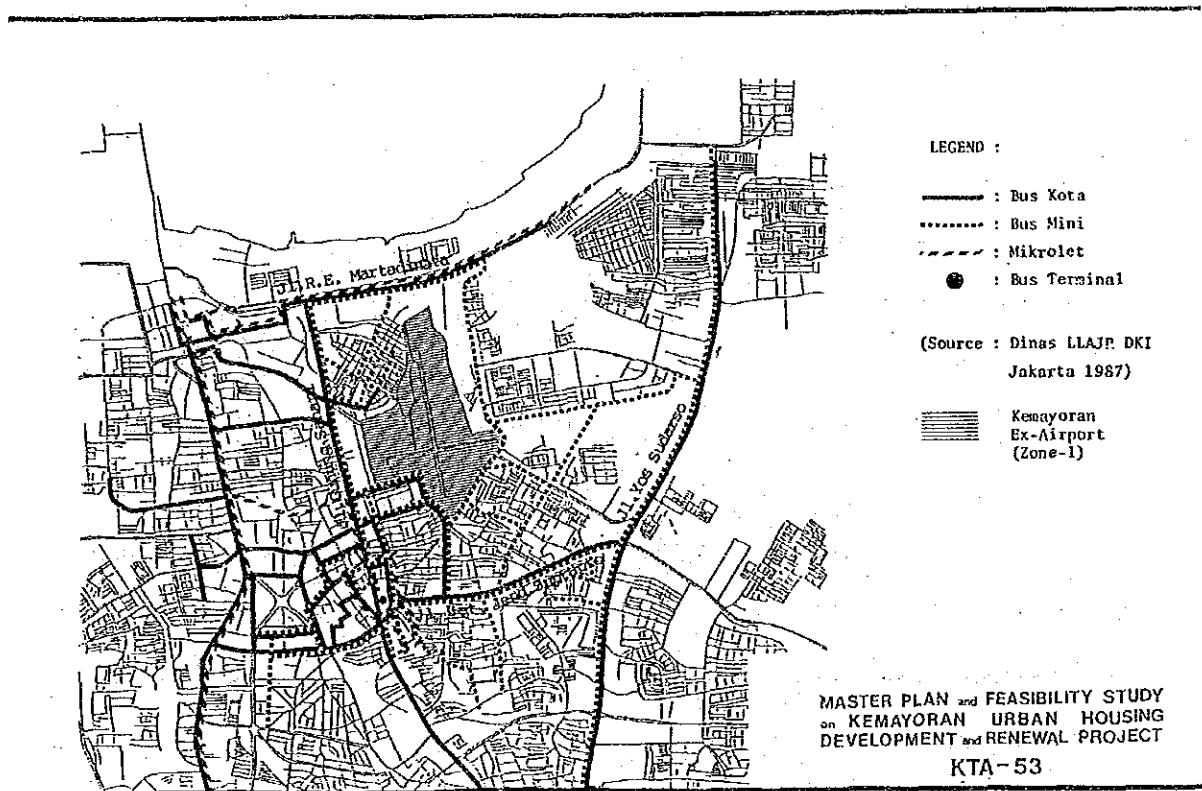 LEGEND :
: Bus Kota
: Bus Mini
: Mikrolet
: Bus Terminal
(Source : Dinas LLAJR DKI
Jakarta 1987)
Kemayoran
Ex-Airport
(Zone-1)
Jl.R.E. Martadinata
Jl. Yos Sudarso
MASTER PLAN and FEASIBILITY STUDY
on KEMAYORAN URBAN HOUSING
DEVELOPMENT and RENEWAL PROJECT
KTA-53